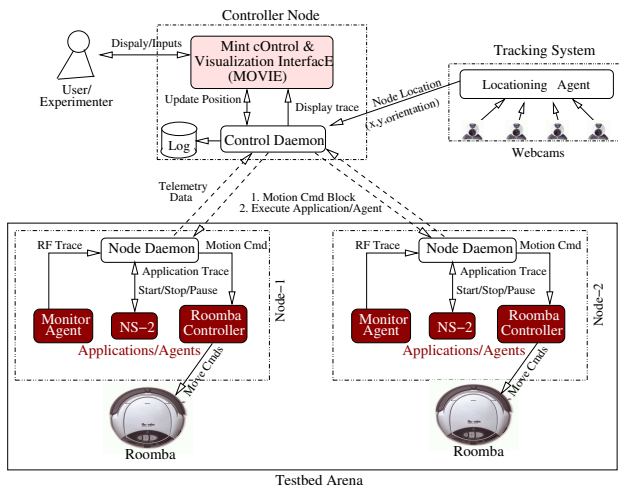 Controller Node
Dispaly/Inputs
User/
Experimenter
Mint cOntrol &
Visualization InterfacE
(MOVIE)
Update Position
Display trace
Log
Control Daemon
Tracking System
Locationing Agent
Node Location
(x,y,orientation)
Webcams
Telemetry
Data
1. Motion Cmd Block
2. Execute Application/Agent
RF Trace
Node Daemon
Motion Cmd
Application Trace
Start/Stop/Pause
Monitor
Agent
NS-2
Roomba
Controller
Applications/Agents
Node-1
Move Cmds
Roomba
RF Trace
Node Daemon
Motion Cmd
Application Trace
Start/Stop/Pause
Monitor
Agent
NS-2
Roomba
Controller
Applications/Agents
Node-2
Move Cmds
Roomba
Testbed Arena